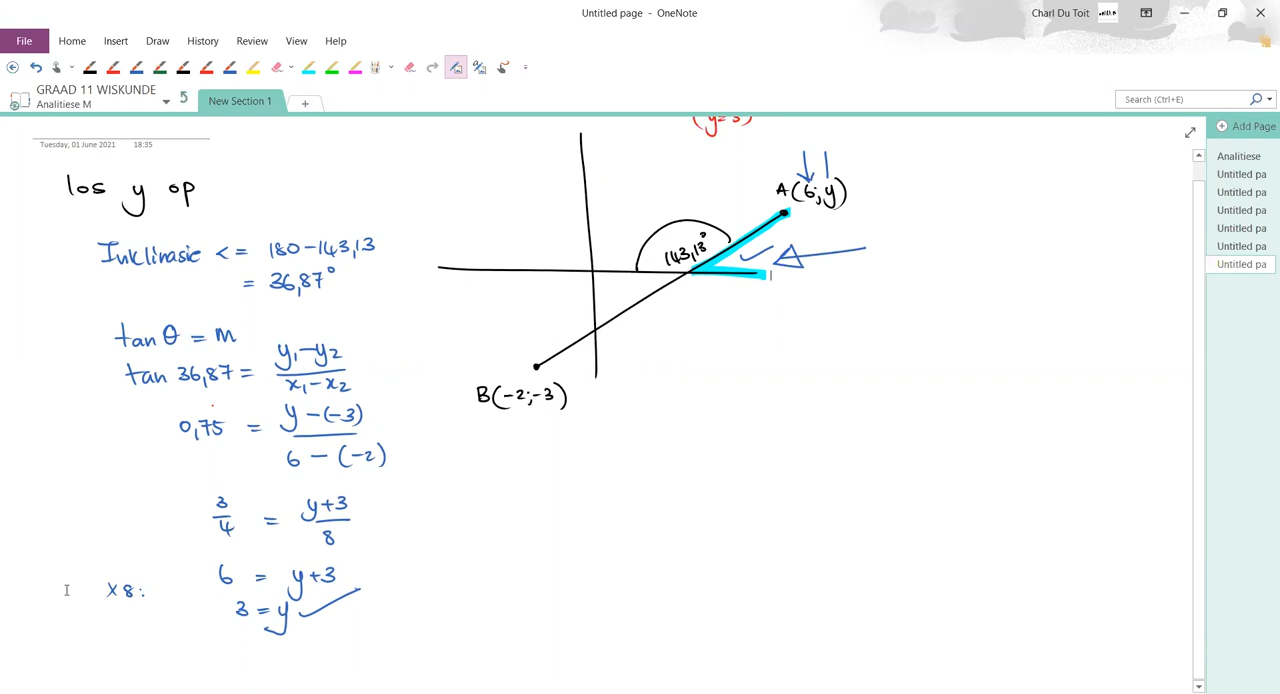 Untitled page - OneNote
Charl Du Toit
File Home Insert Draw History Review View Help
GRAAD 11 WISKUNDE
Analitiese M
New Section 1
+
Search (Ctrl+E)
Add Page
Analitiese
Untitled pa
Untitled pa
Untitled pa
Untitled pa
Untitled pa
Untitled pa
Tuesday, 01 June 2021 18:35
(y=3)
los y op
Inklinasie < = 180-143,13
= 36,87°
tan θ = m
tan 36,87 = y₁-y₂ / x₁-x₂
0,75 = y-(-3) / 6-(-2)
3/4 = y+3 / 8
x8: 6 = y+3
3 = y
A(6;y)
143,13°
B(-2;-3)